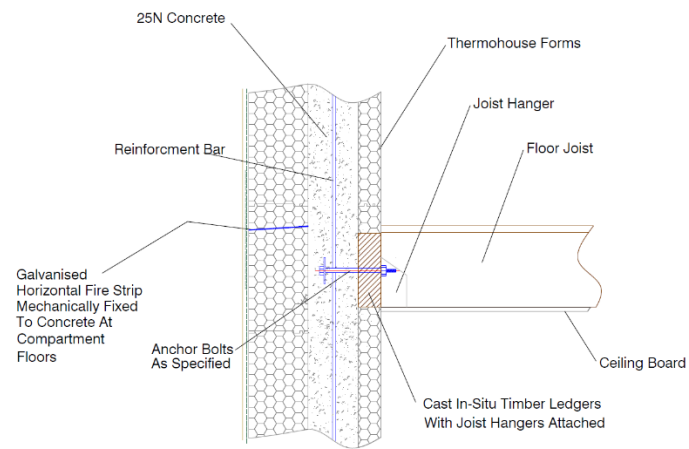 25N Concrete
Thermohouse Forms
Joist Hanger
Reinforcment Bar
Floor Joist
Galvanised
Horizontal Fire Strip
Mechanically Fixed
To Concrete At
Compartment
Floors
Anchor Bolts
As Specified
Ceiling Board
Cast In-Situ Timber Ledgers
With Joist Hangers Attached